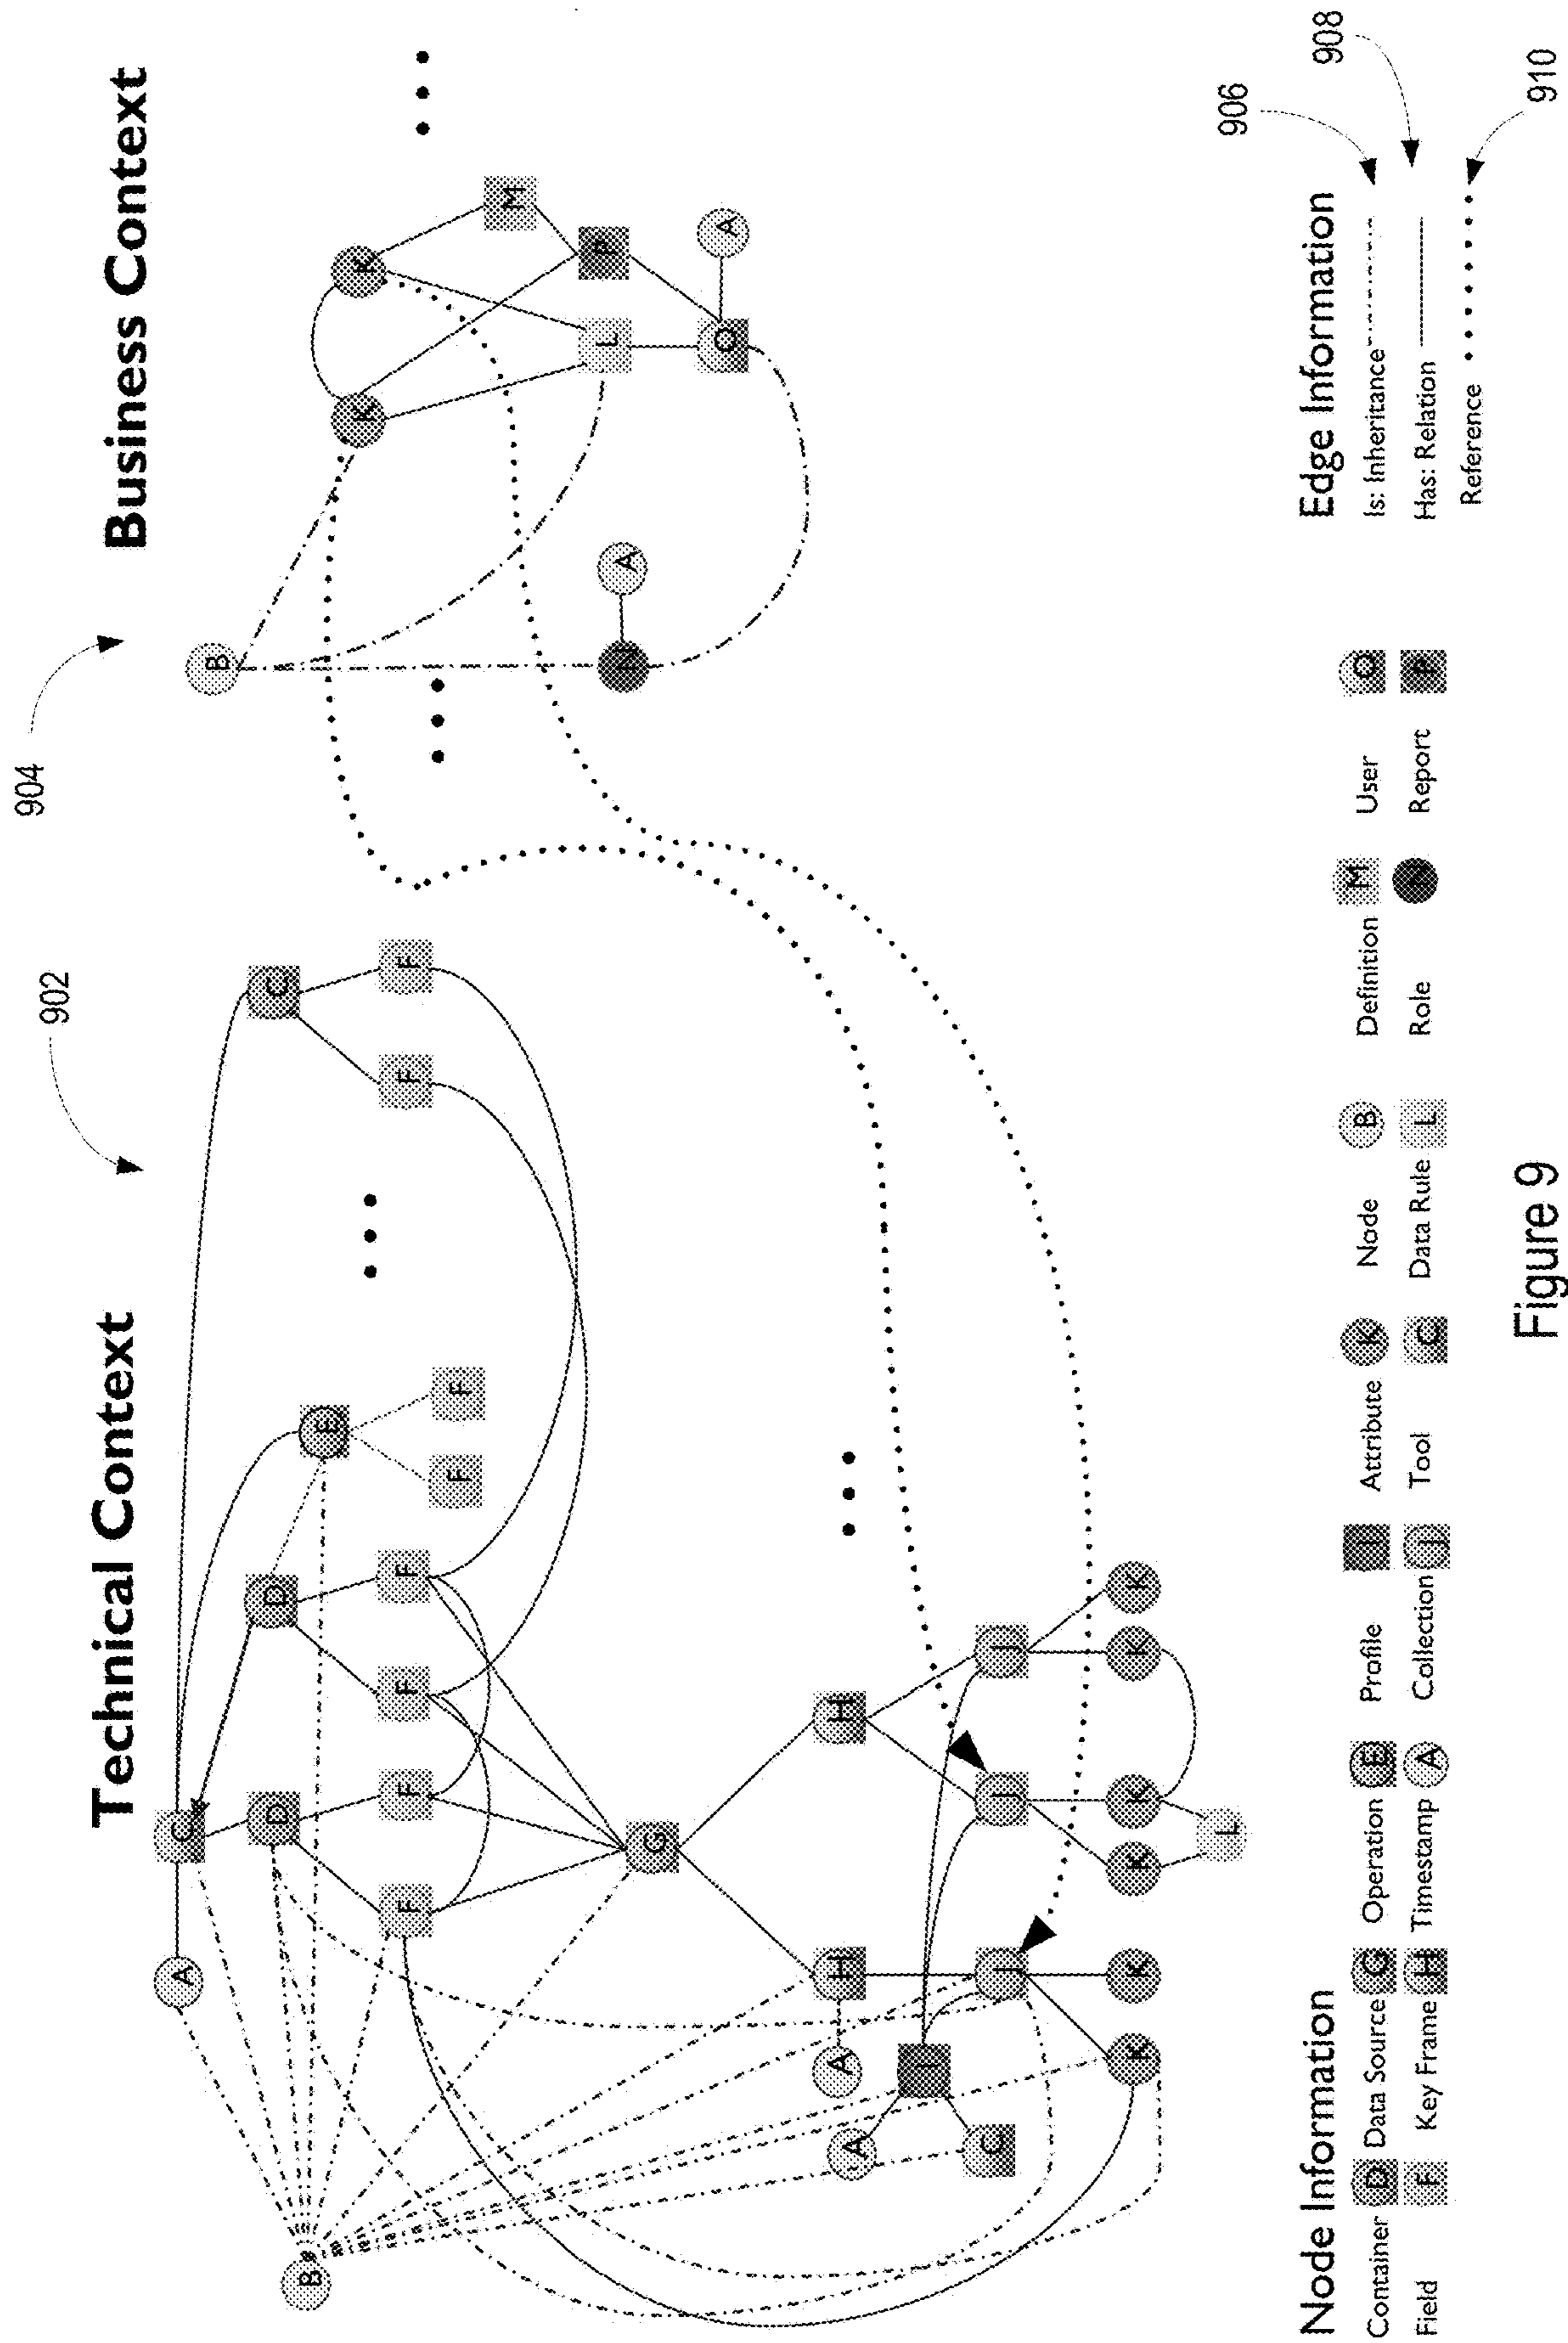 902
904
Technical Context
Business Context
A
C
C
B
D
D
E
C
K
K
B
F
F
F
F
F
F
F
F
M
G
L
P
N
A
Q
A
A
H
H
A
I
C
J
J
J
K
K
K
K
K
K
L
Node Information
Edge Information
Container D Data Source G Operation E Profile I Attribute K Node B Definition M User Q
Field F Key Frame H Timestamp A Collection J Tool C Data Rule L Role N Report P
Is: Inheritance
Has: Relation
Reference
906
908
910
Figure 9